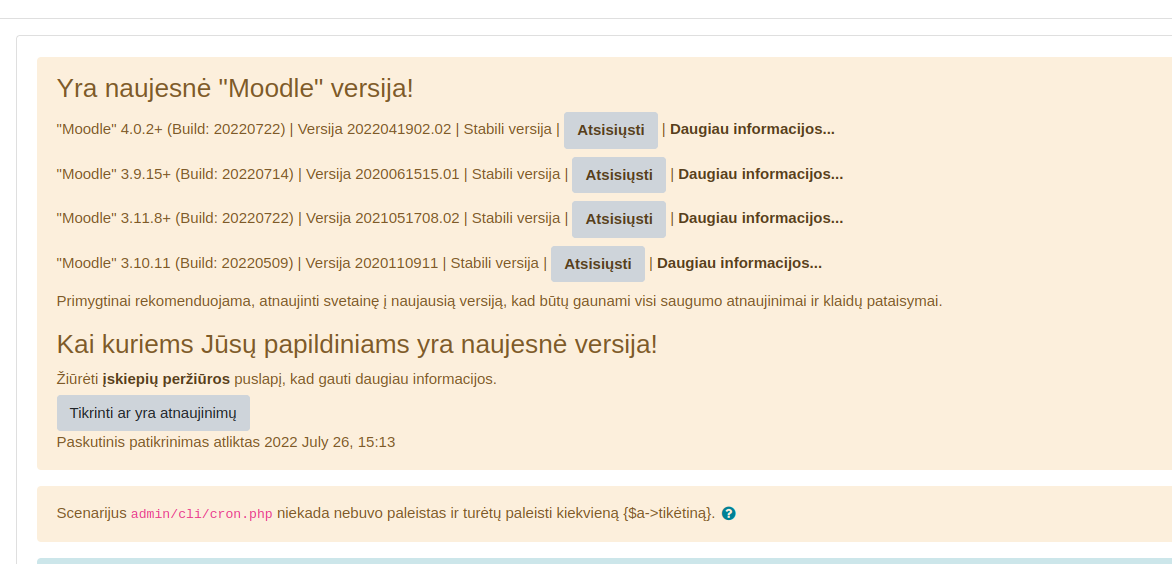 Yra naujesnė "Moodle" versija!
"Moodle" 4.0.2+ (Build: 20220722) | Versija 2022041902.02 | Stabili versija | Atsisiųsti | Daugiau informacijos...
"Moodle" 3.9.15+ (Build: 20220714) | Versija 2020061515.01 | Stabili versija | Atsisiųsti | Daugiau informacijos...
"Moodle" 3.11.8+ (Build: 20220722) | Versija 2021051708.02 | Stabili versija | Atsisiųsti | Daugiau informacijos...
"Moodle" 3.10.11 (Build: 20220509) | Versija 2020110911 | Stabili versija | Atsisiųsti | Daugiau informacijos...
Primygtinai rekomenduojama, atnaujinti svetainę į naujausią versiją, kad būtų gaunami visi saugumo atnaujinimai ir klaidų pataisymai.
Kai kuriems Jūsų papildiniams yra naujesnė versija!
Žiūrėti įskiepių peržiūros puslapį, kad gauti daugiau informacijos.
Tikrinti ar yra atnaujinimų
Paskutinis patikrinimas atliktas 2022 July 26, 15:13
Scenarijus admin/cli/cron.php niekada nebuvo paleistas ir turėtų paleisti kiekvieną {$a->tikėtiną}. ?